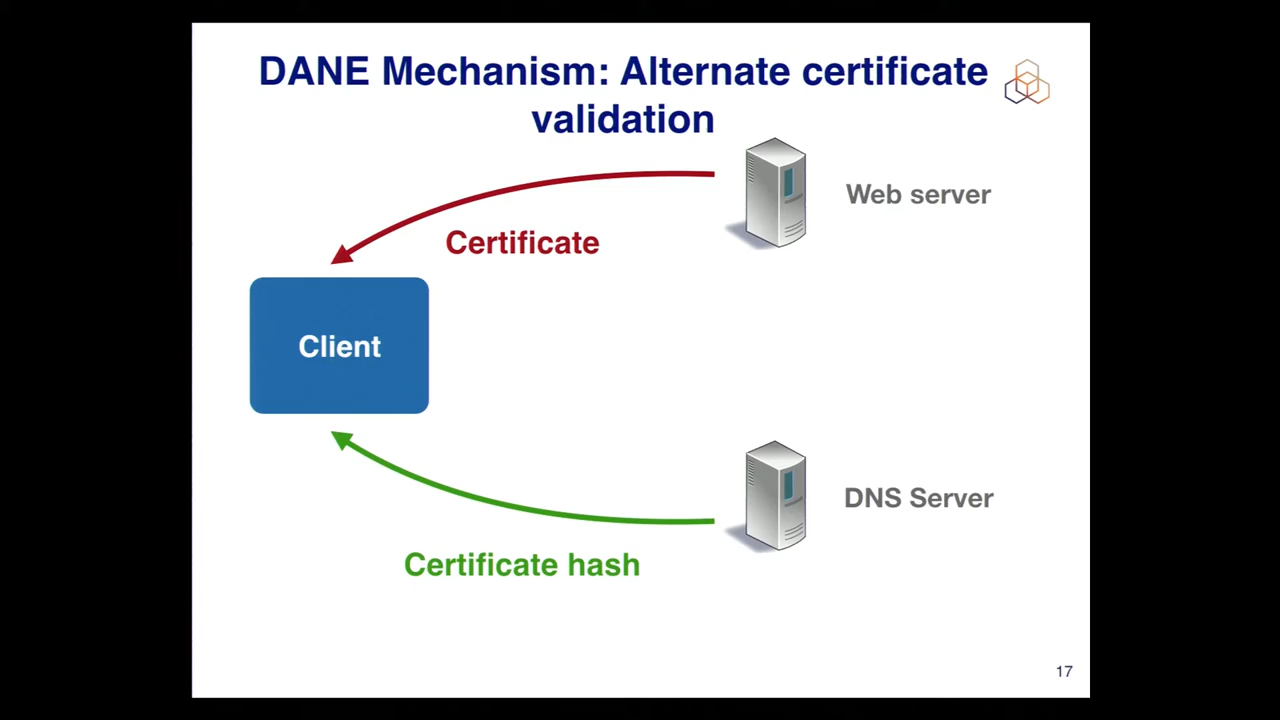 DANE Mechanism: Alternate certificate
validation
Web server
Certificate
Client
DNS Server
Certificate hash
17